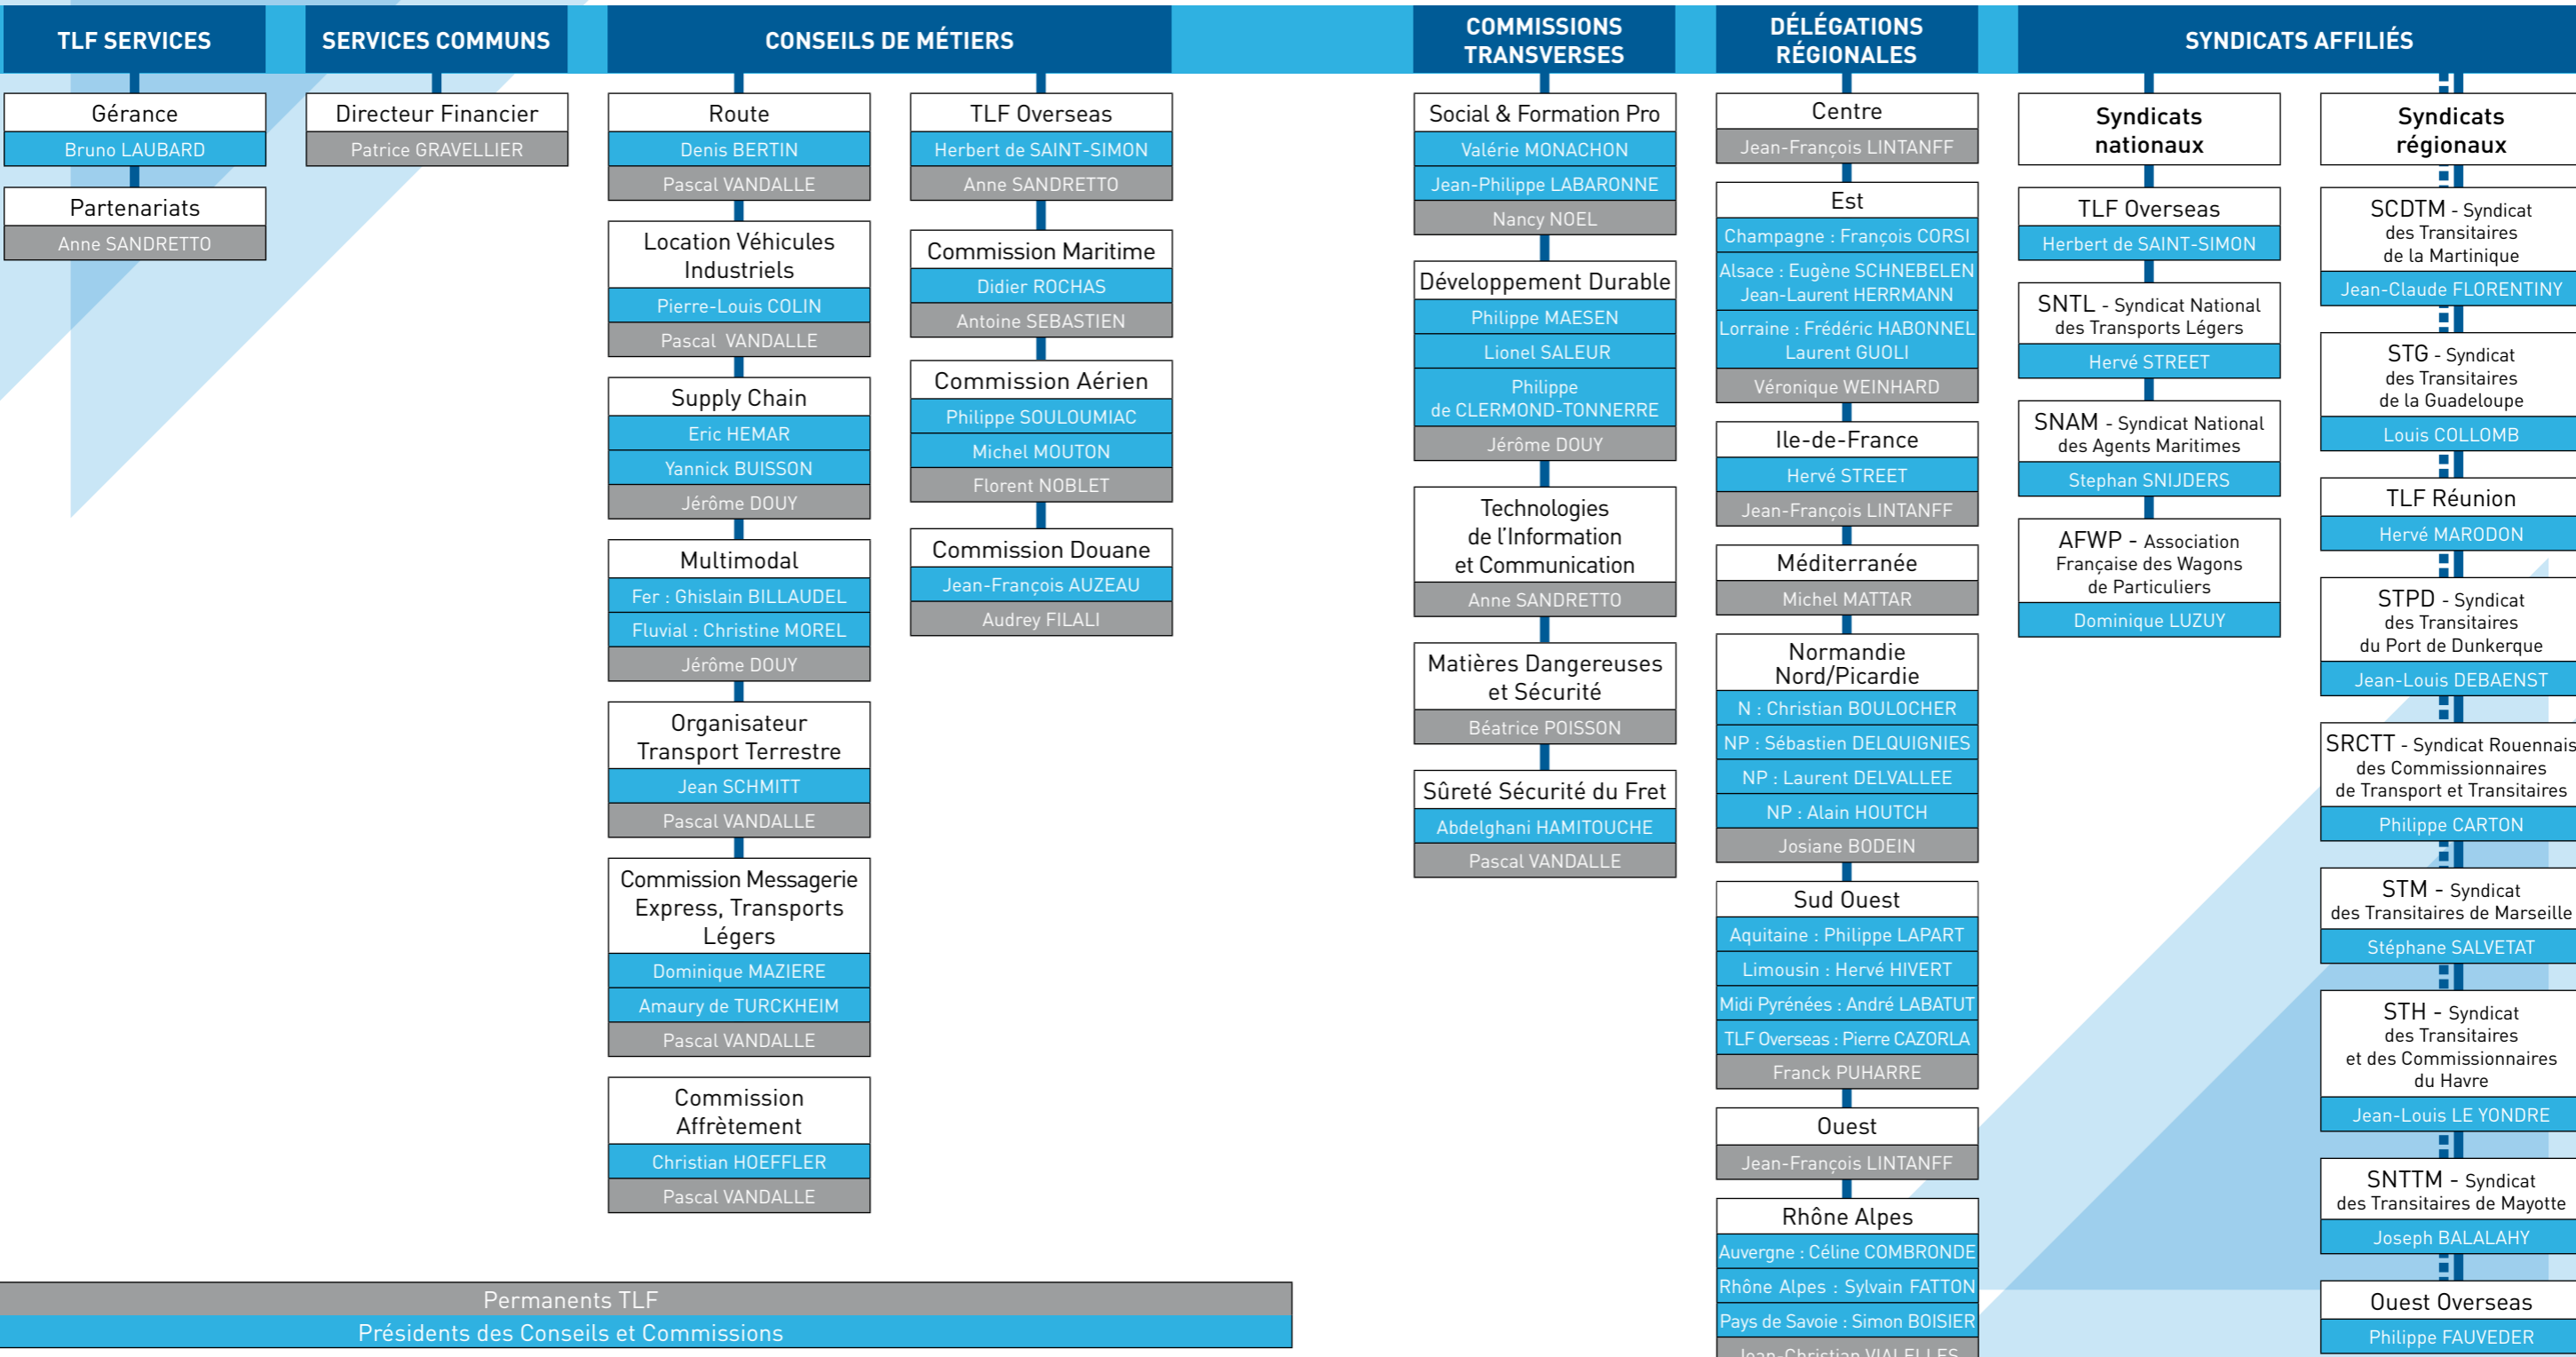 TLF SERVICES
Gérance
Bruno LAUBARD
Partenariats
Anne SANDRETTO
SERVICES COMMUNS
Directeur Financier
Patrice GRAVELLIER
CONSEILS DE MÉTIERS
Route
Denis BERTIN
Pascal VANDALLE
Location Véhicules
Industriels
Pierre-Louis COLIN
Pascal VANDALLE
Supply Chain
Eric HEMAR
Yannick BUISSON
Jérôme DOUY
Multimodal
Fer : Ghislain BILLAUDEL
Fluvial : Christine MOREL
Jérôme DOUY
Organisateur
Transport Terrestre
Jean SCHMITT
Pascal VANDALLE
Commission Messagerie
Express, Transports
Légers
Dominique MAZIERE
Amaury de TURCKHEIM
Pascal VANDALLE
Commission
Affrètement
Christian HOEFFLER
Pascal VANDALLE
TLF Overseas
Herbert de SAINT-SIMON
Anne SANDRETTO
Commission Maritime
Didier ROCHAS
Antoine SEBASTIEN
Commission Aérien
Philippe SOULOUMIAC
Michel MOUTON
Florent NOBLET
Commission Douane
Jean-François AUZEAU
Audrey FILALI
COMMISSIONS
TRANSVERSES
Social & Formation Pro
Valérie MONACHON
Jean-Philippe LABARONNE
Nancy NOEL
Développement Durable
Philippe MAESEN
Lionel SALEUR
Philippe
de CLERMOND-TONNERRE
Jérôme DOUY
Technologies
de l'Information
et Communication
Anne SANDRETTO
Matières Dangereuses
et Sécurité
Béatrice POISSON
Sûreté Sécurité du Fret
Abdelghani HAMITOUCHE
Pascal VANDALLE
DÉLÉGATIONS
RÉGIONALES
Centre
Jean-François LINTANFF
Est
Champagne : François CORSI
Alsace : Eugène SCHNEBELEN
Jean-Laurent HERRMANN
Lorraine : Frédéric HABONNEL
Laurent GUOLI
Véronique WEINHARD
Ile-de-France
Hervé STREET
Jean-François LINTANFF
Méditerranée
Michel MATTAR
Normandie
Nord/Picardie
N : Christian BOULOCHER
NP : Sébastien DELQUIGNIES
NP : Laurent DELVALLEE
NP : Alain HOUTCH
Josiane BODEIN
Sud Ouest
Aquitaine : Philippe LAPART
Limousin : Hervé HIVERT
Midi Pyrénées : André LABATUT
TLF Overseas : Pierre CAZORLA
Franck PUHARRE
Ouest
Jean-François LINTANFF
Rhône Alpes
Auvergne : Céline COMBRONDE
Rhône Alpes : Sylvain FATTON
Pays de Savoie : Simon BOISIER
Jean-Christian VIALELLES
SYNDICATS AFFILIÉS
Syndicats
nationaux
TLF Overseas
Herbert de SAINT-SIMON
SNTL - Syndicat National
des Transports Légers
Hervé STREET
SNAM - Syndicat National
des Agents Maritimes
Stephan SNIJDERS
AFWP - Association
Française des Wagons
de Particuliers
Dominique LUZUY
Syndicats
régionaux
SCDTM - Syndicat
des Transitaires
de la Martinique
Jean-Claude FLORENTINY
STG - Syndicat
des Transitaires
de la Guadeloupe
Louis COLLOMB
TLF Réunion
Hervé MARODON
STPD - Syndicat
des Transitaires
du Port de Dunkerque
Jean-Louis DEBAENST
SRCTT - Syndicat Rouennais
des Commissionnaires
de Transport et Transitaires
Philippe CARTON
STM - Syndicat
des Transitaires de Marseille
Stéphane SALVETAT
STH - Syndicat
des Transitaires
et des Commissionnaires
du Havre
Jean-Louis LE YONDRE
SNTTM - Syndicat
des Transitaires de Mayotte
Joseph BALALAHY
Ouest Overseas
Philippe FAUVEDER
Permanents TLF
Présidents des Conseils et Commissions